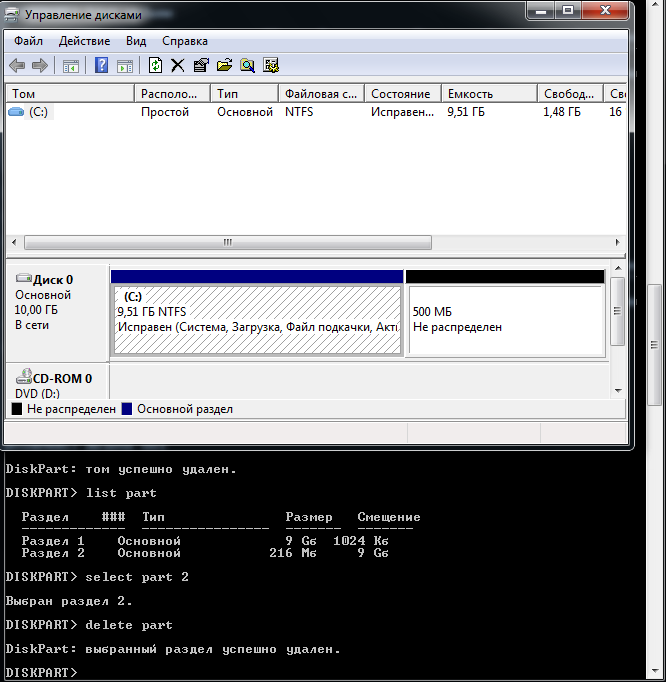 Управление дисками
Файл Действие Вид Справка
Том Располо... Тип Файловая с... Состояние Емкость Свобод... Сво
(C:) Простой Основной NTFS Исправен... 9,51 ГБ 1,48 ГБ 16
Диск 0
Основной
10,00 ГБ
В сети
(C:)
9,51 ГБ NTFS
Исправен (Система, Загрузка, Файл подкачки, Акт
500 МБ
Не распределен
CD-ROM 0
DVD (D:)
Не распределен Основной раздел
DiskPart: том успешно удален.
DISKPART> list part
Раздел ### Тип Размер Смещение
------------- ---------------- ------- -------
Раздел 1 Основной 9 Gб 1024 Kб
Раздел 2 Основной 216 Mб 9 Gб
DISKPART> select part 2
Выбран раздел 2.
DISKPART> delete part
DiskPart: выбранный раздел успешно удален.
DISKPART>